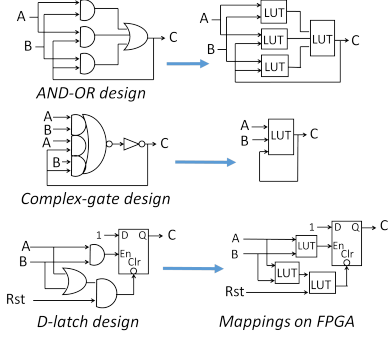 A
B
C
AND-OR design
A
B
LUT
LUT
LUT
LUT
C
A
B
A
B
C
Complex-gate design
A
B
LUT
C
A
B
Rst
1
D
Q
En
Clr
C
D-latch design
A
B
Rst
LUT
LUT
LUT
1
D
Q
En
Clr
C
Mappings on FPGA